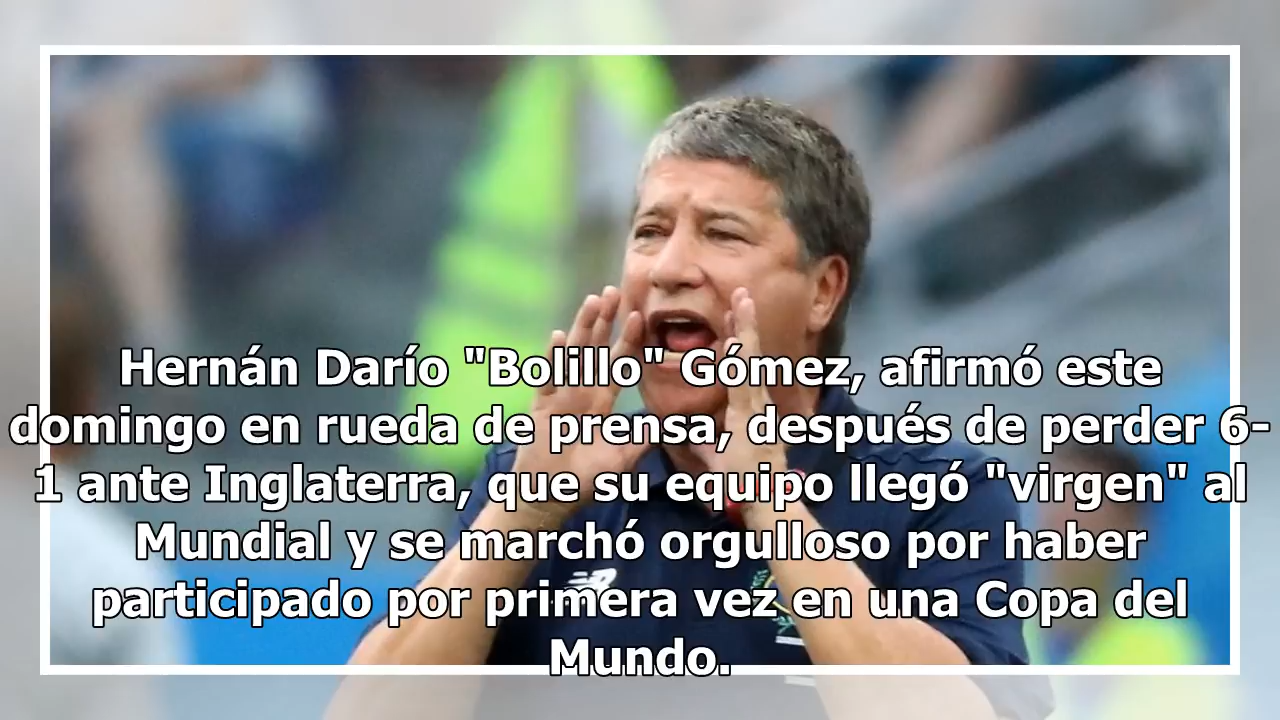 Hernán Darío "Bolillo" Gómez, afirmó este
domingo en rueda de prensa, después de perder 6-
1 ante Inglaterra, que su equipo llegó "virgen" al
Mundial y se marchó orgulloso por haber
participado por primera vez en una Copa del
Mundo.